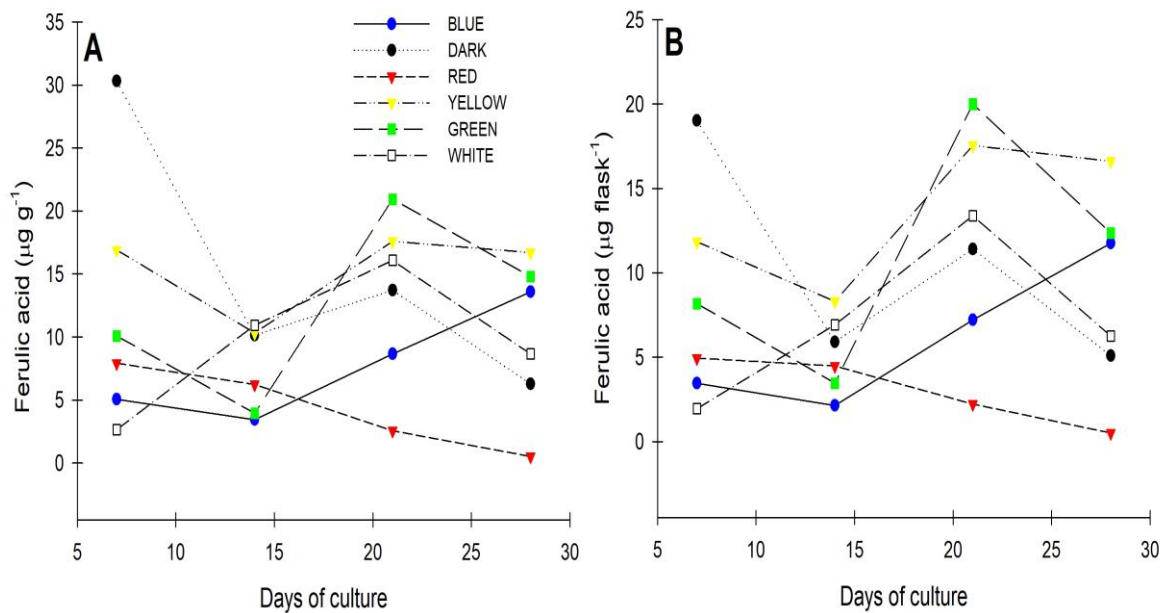 A
35
30
25
20
15
10
5
0
Ferulic acid (µg g⁻¹)
5 10 15 20 25 30
Days of culture
BLUE
DARK
RED
YELLOW
GREEN
WHITE
B
25
20
15
10
5
0
Ferulic acid (µg flask⁻¹)
5 10 15 20 25 30
Days of culture